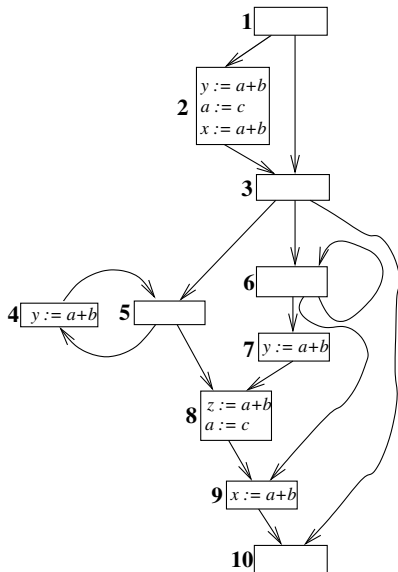 1
2
y := a+b
a := c
x := a+b
3
4 y := a+b
5
6
7 y := a+b
8
z := a+b
a := c
9 x := a+b
10